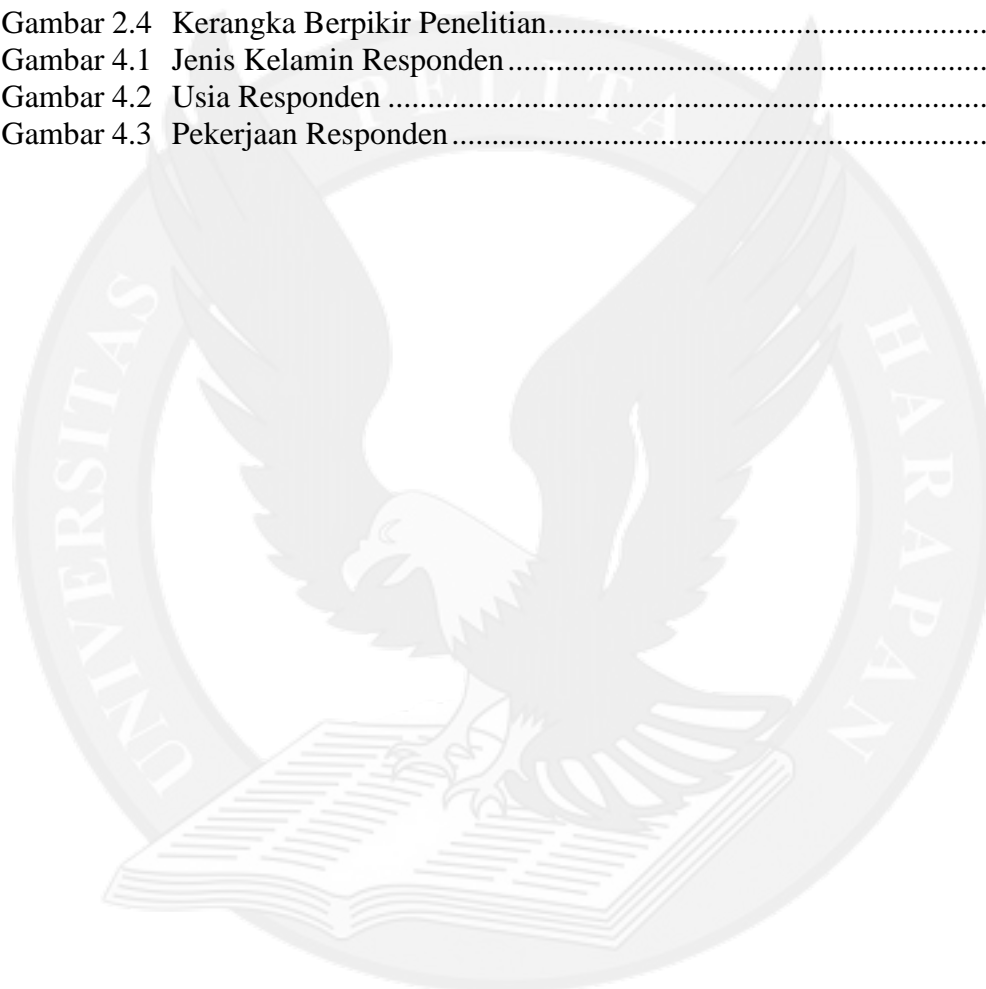 Gambar 2.4 Kerangka Berpikir Penelitian..........................................................................
Gambar 4.1 Jenis Kelamin Responden................................................................................
Gambar 4.2 Usia Responden ...............................................................................................
Gambar 4.3 Pekerjaan Responden.......................................................................................
UNIVERSITAS PELITA HARAPAN